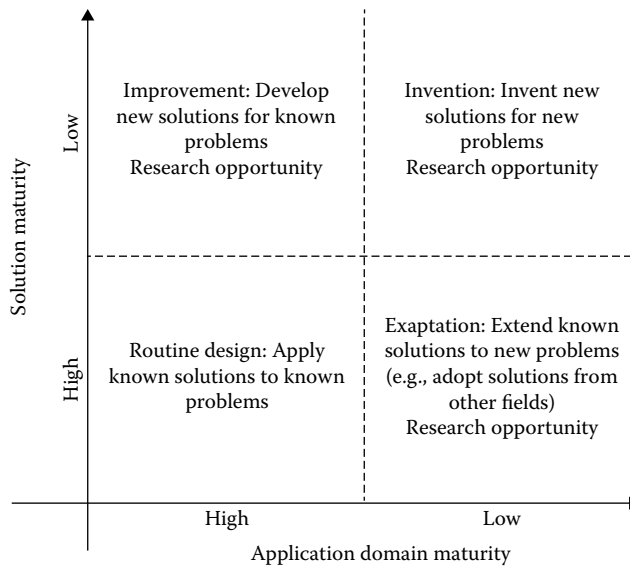 Improvement: Develop
new solutions for known
problems
Research opportunity
Invention: Invent new
solutions for new
problems
Research opportunity
Routine design: Apply
known solutions to known
problems
Exaptation: Extend known
solutions to new problems
(e.g., adopt solutions from
other fields)
Research opportunity
Solution maturity
Low
High
High
Low
Application domain maturity